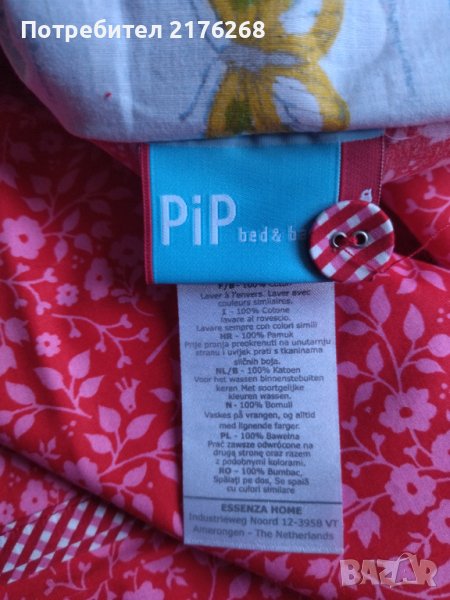 Потребител 2176268
PiP bed &
F/B - 100% Coton
Laver à l'envers. Laver avec
couleurs similaires.
I - 100% Cotone
lavare al rovescio.
Lavare sempre con colori simili
HR - 100% Pamuk
Prije pranja preokrenuti na unutarnju
stranu i uvijek prati s tkaninama
sličnih boja.
NL/B - 100% Katoen
Voor het wassen binnenstebuiten
keren Met soortgelijke
kleuren wassen.
N - 100% Bomull
Vaskes på vrangen, og alltid
med lignende farger.
PL - 100% Bawełna
Prać zawsze odwrócone na
drugą stronę oraz razem
z podobnymi kolorami.
RO - 100% Bumbac,
Spălaţi pe dos, Se spală
cu culori similare
ESSENZA HOME
Industrieweg Noord 12-3958 VT
Amerongen - The Netherlands
BAZAR